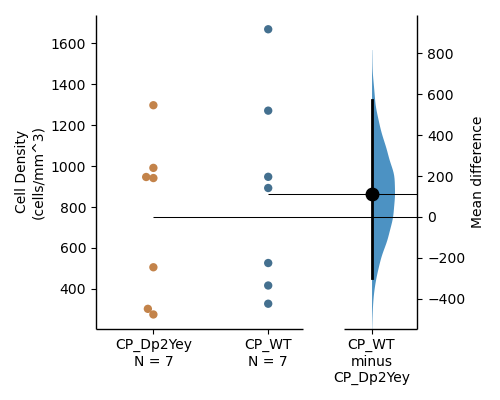 Cell Density
(cells/mm^3)
1600
1400
1200
1000
800
600
400
CP_Dp2Yey
N = 7
CP_WT
N = 7
800
600
400
200
0
−200
−400
Mean difference
CP_WT
minus
CP_Dp2Yey